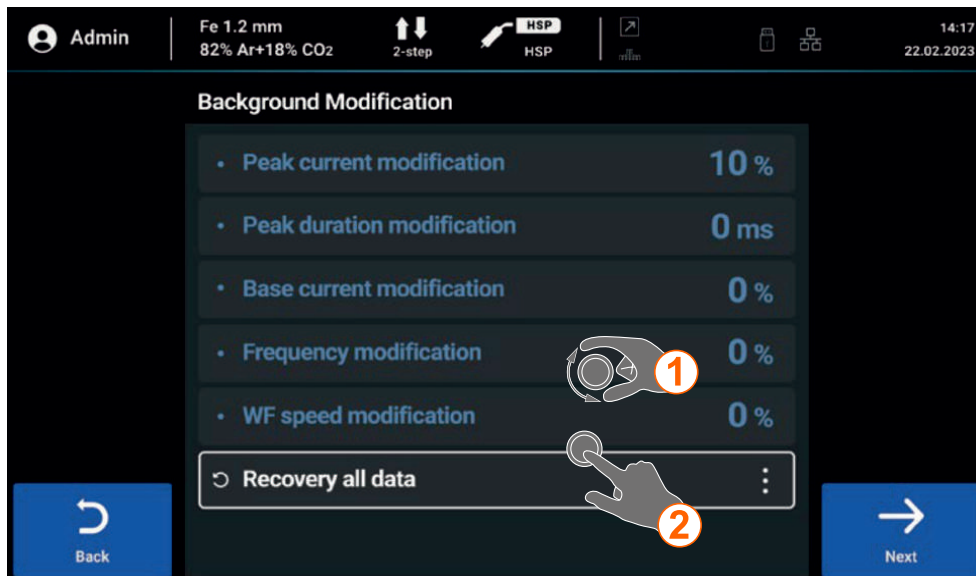 Admin
Fe 1.2 mm
82% Ar+18% CO2
2-step
HSP
HSP
14:17
22.02.2023
Background Modification
• Peak current modification 10 %
• Peak duration modification 0 ms
• Base current modification 0 %
• Frequency modification 0 %
1
• WF speed modification 0 %
Recovery all data
2
Back
Next